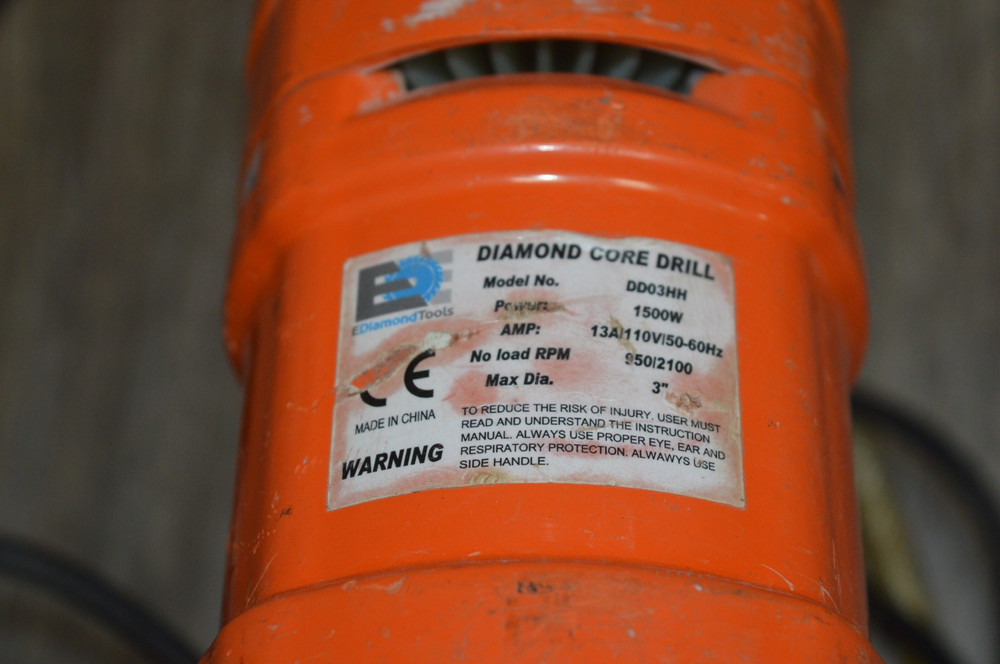 DIAMOND CORE DRILL
EDiamondTools
Model No. DD03HH
Power: 1500W
AMP: 13A/110V/50-60Hz
No load RPM 950/2100
Max Dia. 3"
CE
MADE IN CHINA
WARNING
TO REDUCE THE RISK OF INJURY. USER MUST
READ AND UNDERSTAND THE INSTRUCTION
MANUAL. ALWAYS USE PROPER EYE, EAR AND
RESPIRATORY PROTECTION. ALWAWYS USE
SIDE HANDLE.